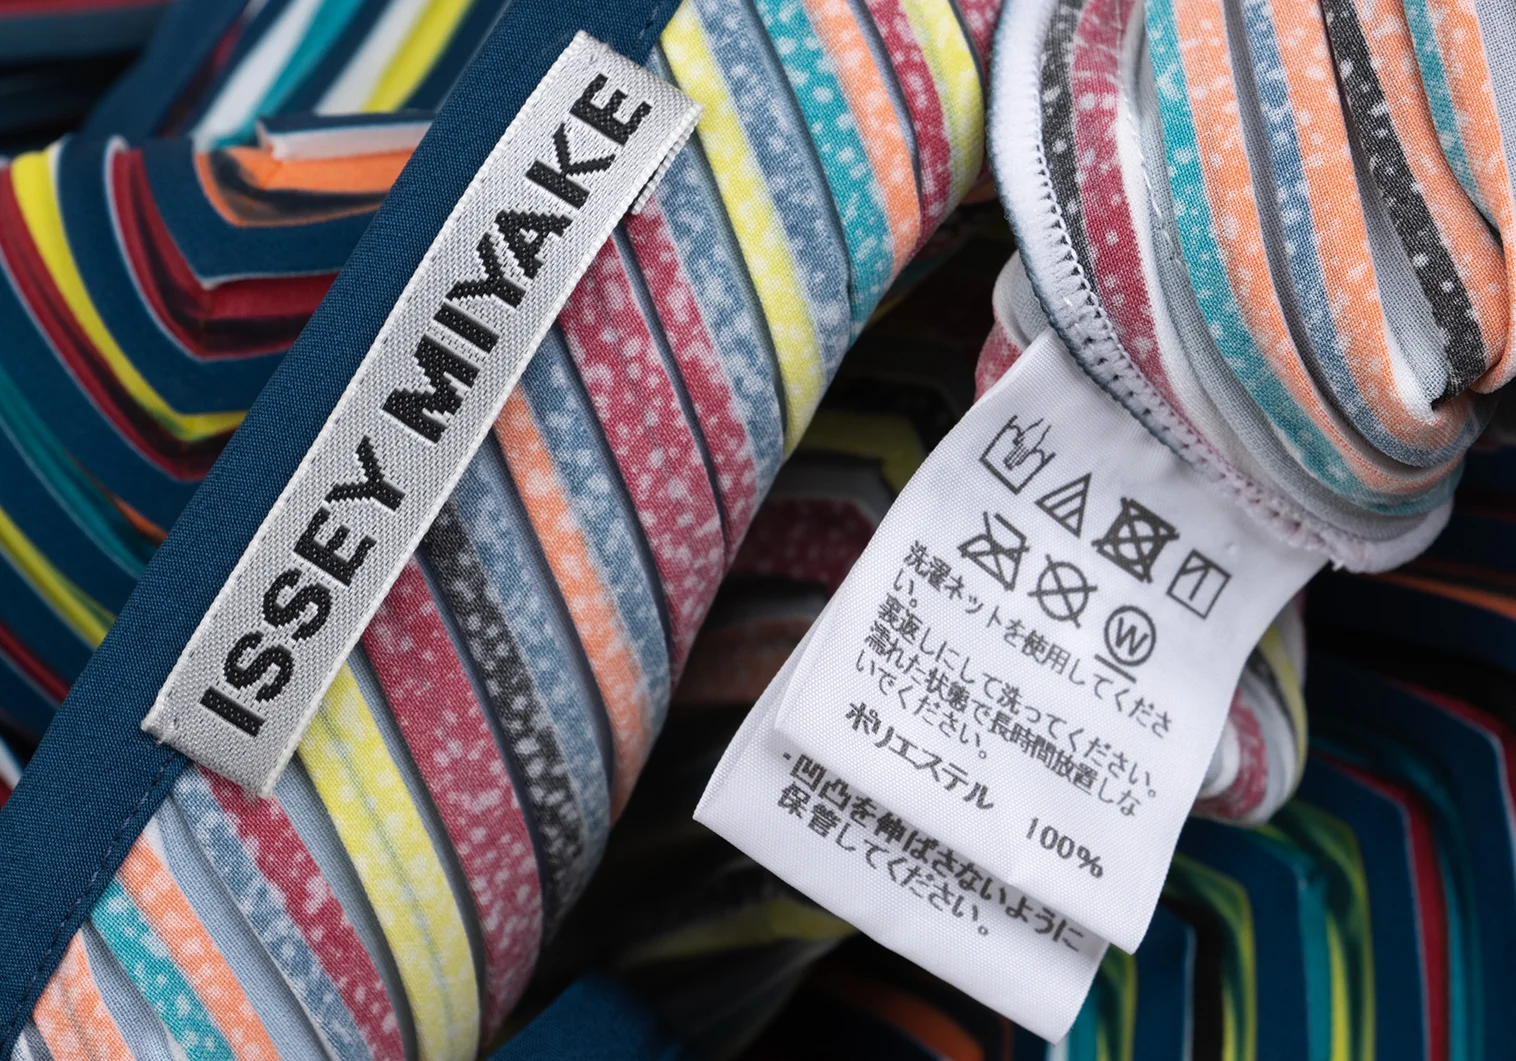 ISSEY MIYAKE
W
洗濯ネットを使用してくださ
い。
裏返しにして洗ってください。
濡れた状態で長時間放置しな
いでください。
ポリエステル 100%
・凹凸を伸ばさないように
保管してください。